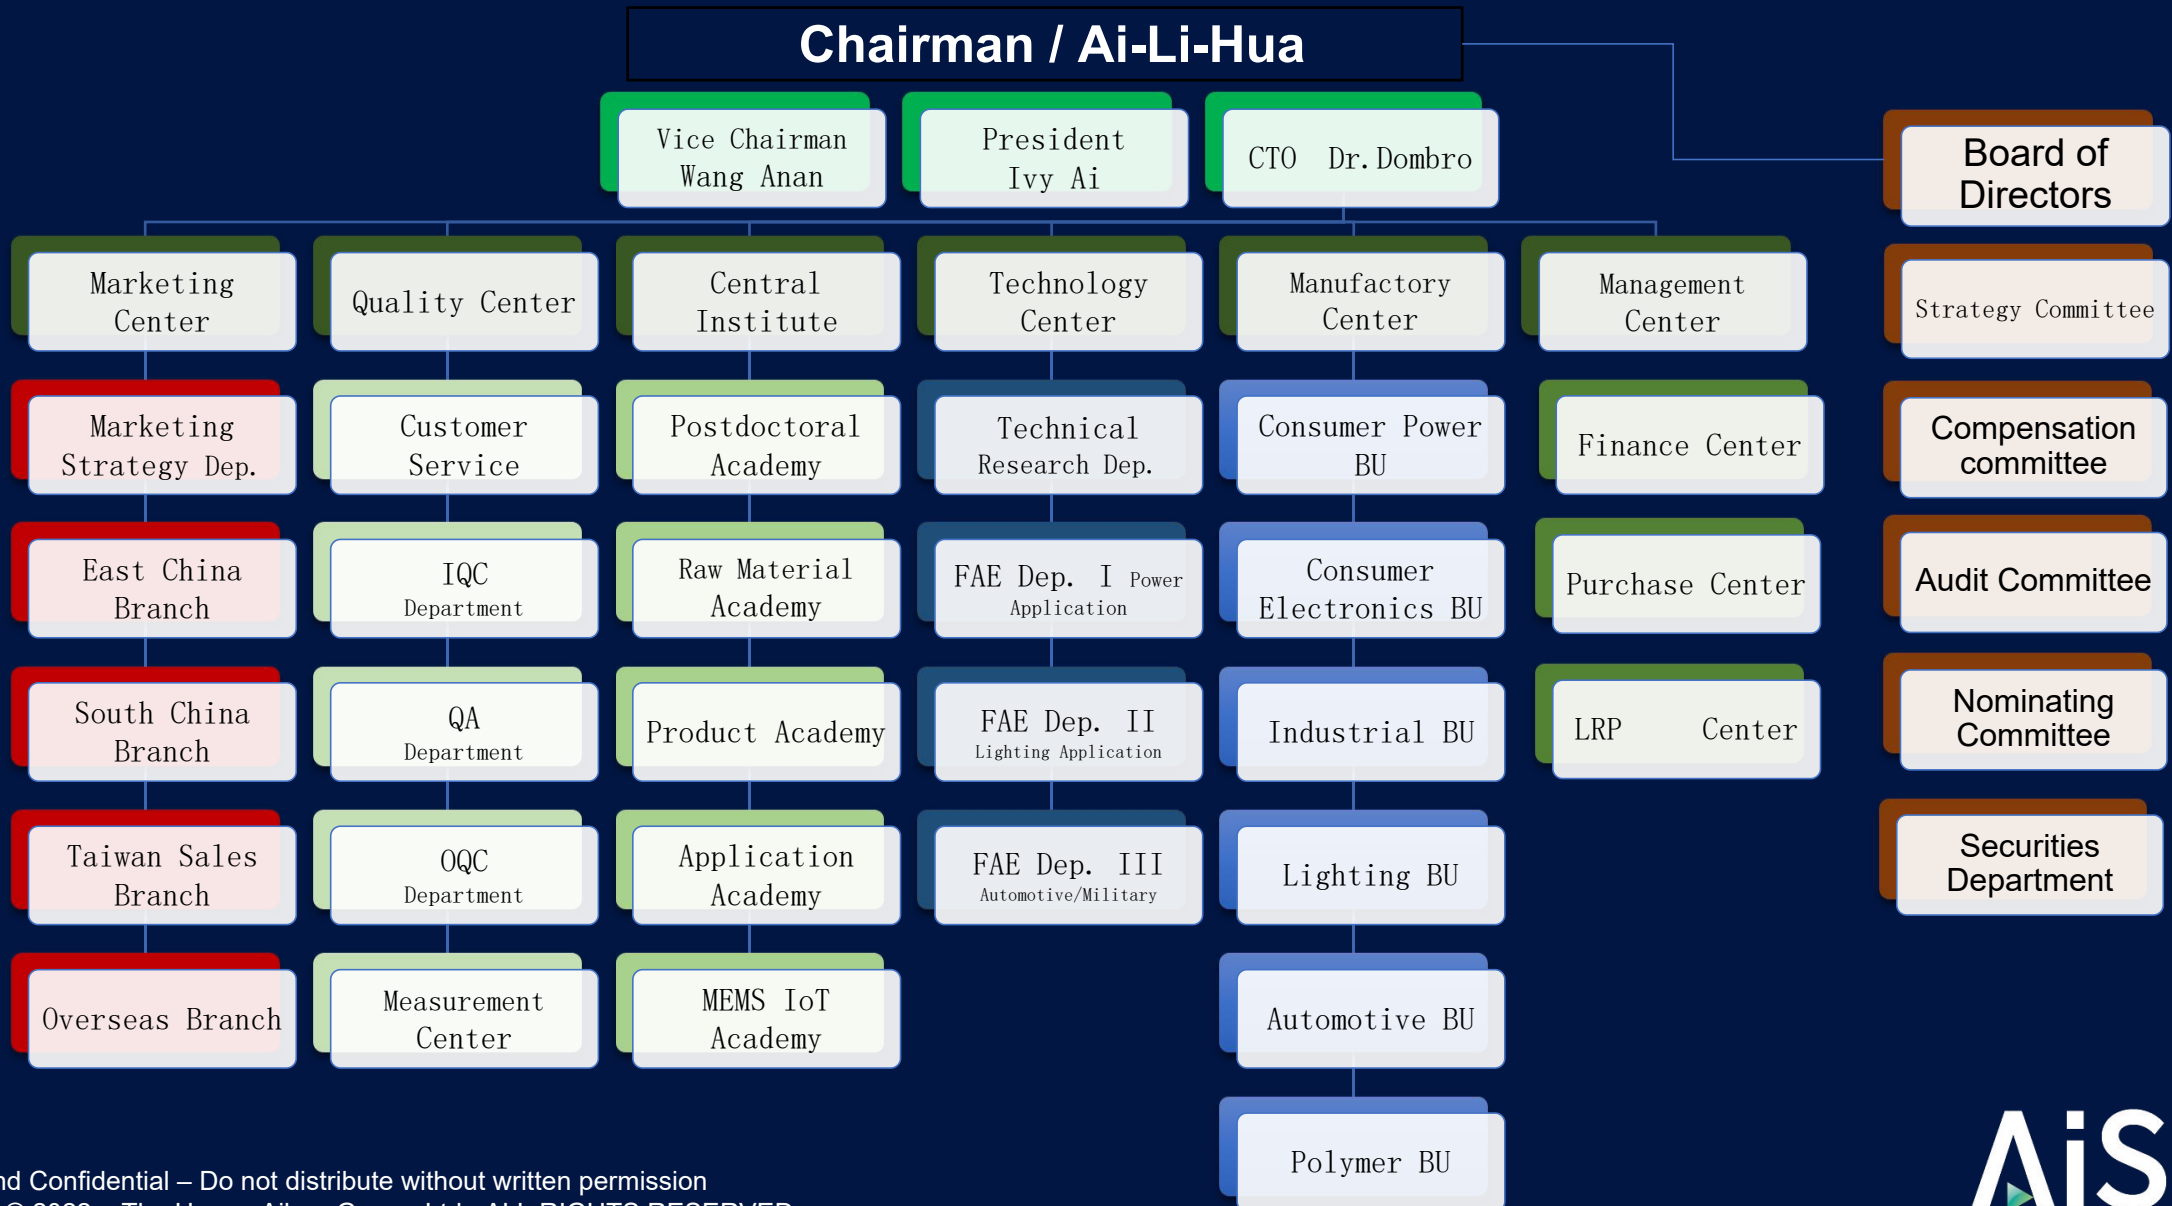 Chairman / Ai-Li-Hua
Vice Chairman
Wang Anan
President
Ivy Ai
CTO Dr.Dombro
Board of
Directors
Marketing
Center
Quality Center
Central
Institute
Technology
Center
Manufactory
Center
Management
Center
Strategy Committee
Marketing
Strategy Dep.
Customer
Service
Postdoctoral
Academy
Technical
Research Dep.
Consumer Power
BU
Finance Center
Compensation
committee
East China
Branch
IQC
Department
Raw Material
Academy
FAE Dep. I Power
Application
Consumer
Electronics BU
Purchase Center
Audit Committee
South China
Branch
QA
Department
Product Academy
FAE Dep. II
Lighting Application
Industrial BU
LRP Center
Nominating
Committee
Taiwan Sales
Branch
OQC
Department
Application
Academy
FAE Dep. III
Automotive/Military
Lighting BU
Securities
Department
Overseas Branch
Measurement
Center
MEMS IoT
Academy
Automotive BU
Polymer BU
Confidential – Do not distribute without written permission
AiS